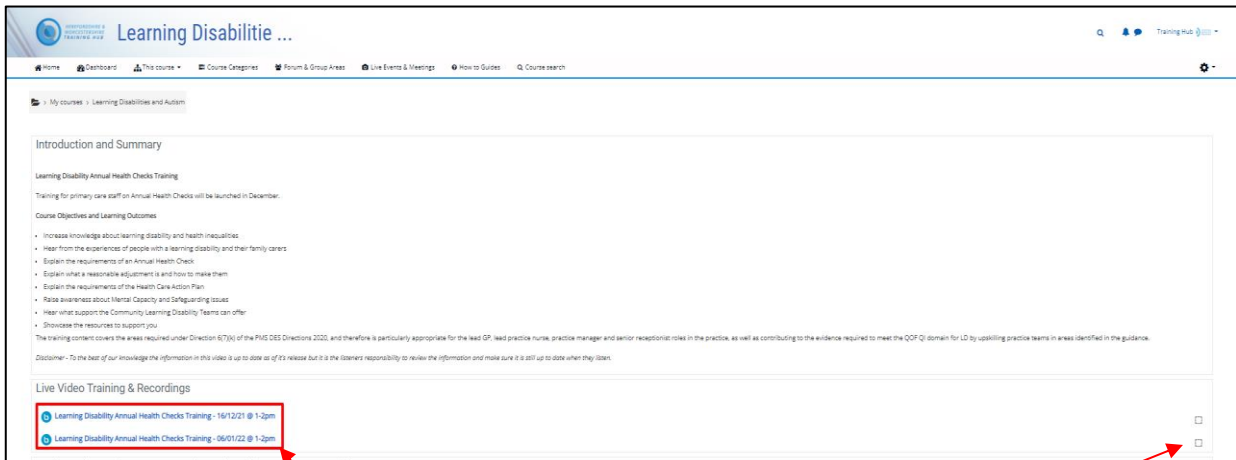 HEREFORDSHIRE &
WORCESTERSHIRE
TRAINING HUB
Learning Disabilitie ...
Training Hub
Home Dashboard This course Course Categories Forum & Group Areas Live Events & Meetings How to Guides Course search
> My courses > Learning Disabilities and Autism
Introduction and Summary
Learning Disability Annual Health Checks Training
Training for primary care staff on Annual Health Checks will be launched in December.
Course Objectives and Learning Outcomes
• Increase knowledge about learning disability and health inequalities
• Hear from the experiences of people with a learning disability and their family carers
• Explain the requirements of an Annual Health Check
• Explain what a reasonable adjustment is and how to make them
• Explain the requirements of the Health Care Action Plan
• Raise awareness about Mental Capacity and Safeguarding issues
• Hear what support the Community Learning Disability Teams can offer
• Showcase the resources to support you
The training content covers the areas required under Direction 6(7)(k) of the PMS DES Directions 2020, and therefore is particularly appropriate for the lead GP, lead practice nurse, practice manager and senior receptionist roles in the practice, as well as contributing to the evidence required to meet the QOF QI domain for LD by upskilling practice teams in areas identified in the guidance.
Disclaimer - To the best of our knowledge the information in this video is up to date as of it's release but it is the listeners responsibility to review the information and make sure it is still up to date when they listen.
Live Video Training & Recordings
b Learning Disability Annual Health Checks Training - 16/12/21 @ 1-2pm
b Learning Disability Annual Health Checks Training - 06/01/22 @ 1-2pm